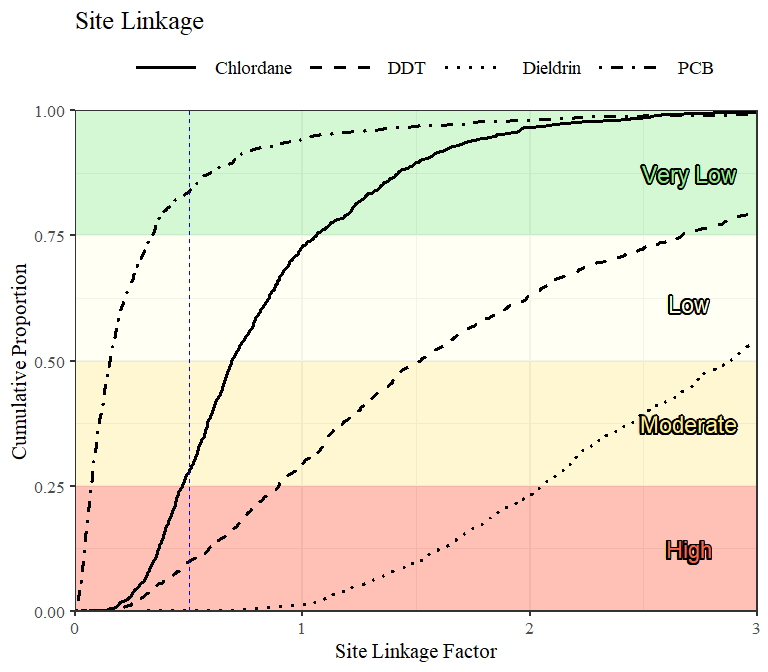 Site Linkage
Chlordane DDT Dieldrin PCB
Cumulative Proportion
1.00
0.75
0.50
0.25
0.00
Very Low
Low
Moderate
High
0 1 2 3
Site Linkage Factor